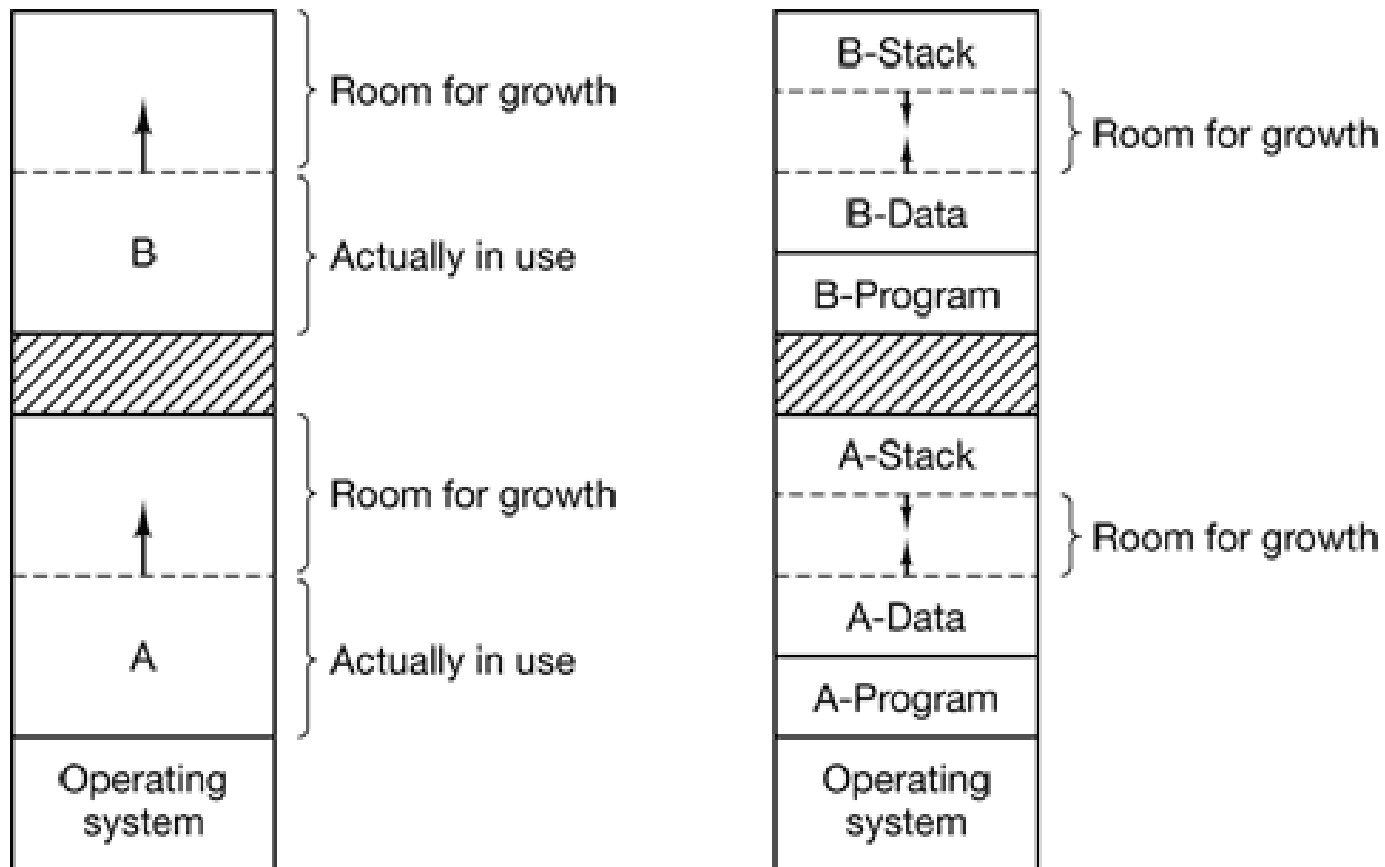 Room for growth
B
Actually in use
Room for growth
A
Actually in use
Operating
system
B-Stack
Room for growth
B-Data
B-Program
A-Stack
Room for growth
A-Data
A-Program
Operating
system